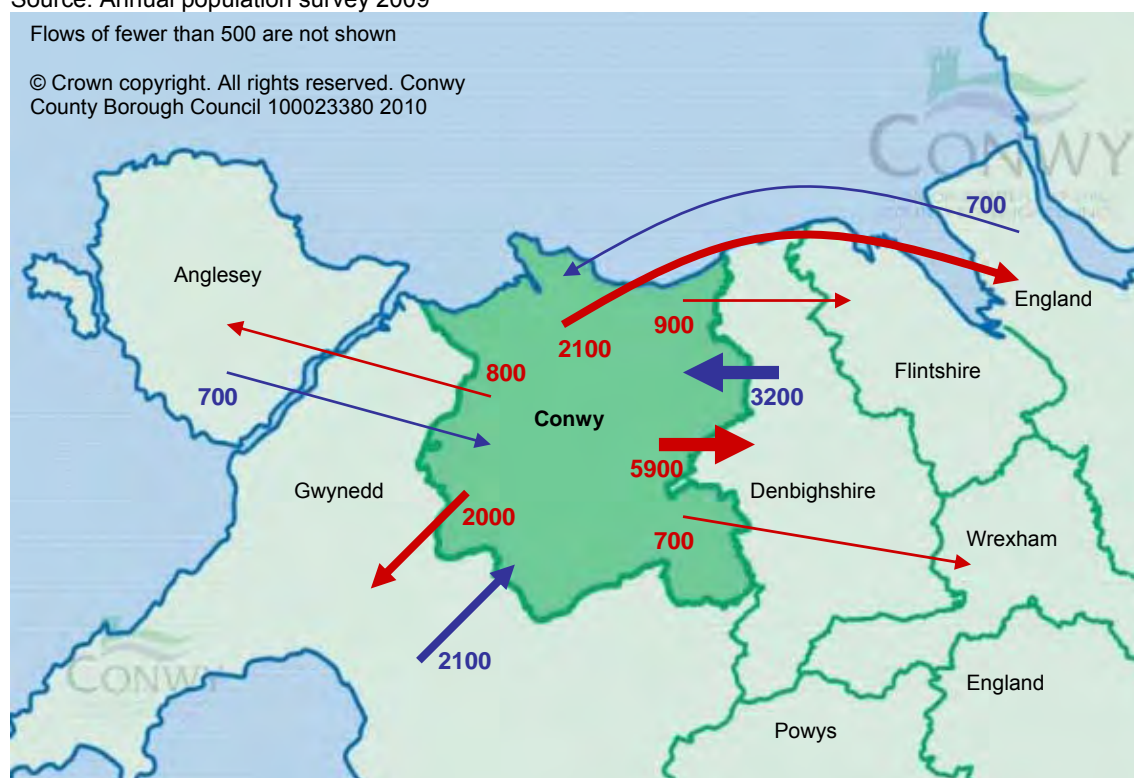 Source: Annual population survey 2009
Flows of fewer than 500 are not shown
© Crown copyright. All rights reserved. Conwy
County Borough Council 100023380 2010
CONWY
700
Anglesey
England
900
2100
800
Flintshire
700
3200
Conwy
5900
Gwynedd
Denbighshire
2000
700
Wrexham
2100
CONWY
England
Powys